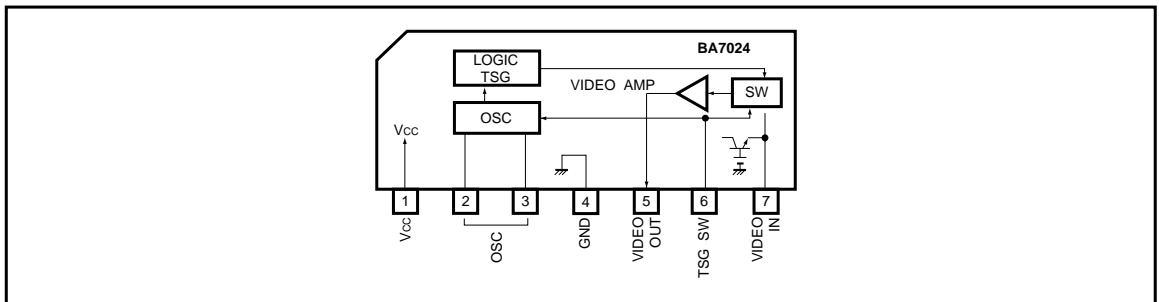 BA7024
LOGIC
TSG
VIDEO AMP
SW
OSC
Vcc
1
2
3
4
5
6
7
Vcc
OSC
GND
VIDEO
OUT
TSG SW
VIDEO
IN